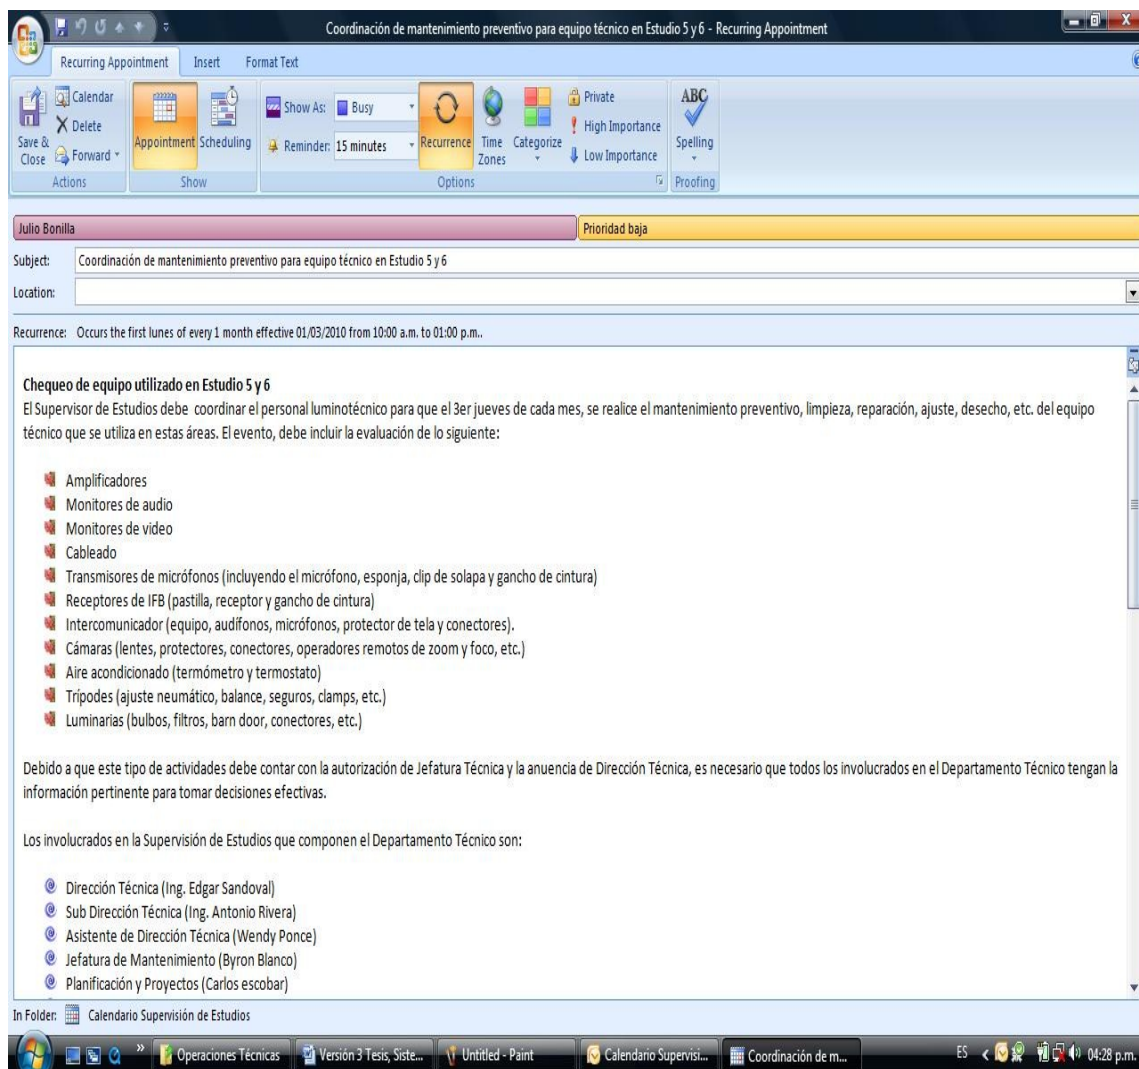 Coordinación de mantenimiento preventivo para equipo técnico en Estudio 5 y 6 - Recurring Appointment
Recurring Appointment Insert Format Text
Save & Close
Calendar
Delete
Forward
Actions
Appointment Scheduling
Show
Show As: Busy
Reminder: 15 minutes
Recurrence Time Zones Categorize
Private
High Importance
Low Importance
Options
ABC
Spelling
Proofing
Julio Bonilla Prioridad baja
Subject: Coordinación de mantenimiento preventivo para equipo técnico en Estudio 5 y 6
Location:
Recurrence: Occurs the first lunes of every 1 month effective 01/03/2010 from 10:00 a.m. to 01:00 p.m..
Chequeo de equipo utilizado en Estudio 5 y 6
El Supervisor de Estudios debe coordinar el personal luminotécnico para que el 3er jueves de cada mes, se realice el mantenimiento preventivo, limpieza, reparación, ajuste, desecho, etc. del equipo
técnico que se utiliza en estas áreas. El evento, debe incluir la evaluación de lo siguiente:
Amplificadores
Monitores de audio
Monitores de video
Cableado
Transmisores de micrófonos (incluyendo el micrófono, esponja, clip de solapa y gancho de cintura)
Receptores de IFB (pastilla, receptor y gancho de cintura)
Intercomunicador (equipo, audífonos, micrófonos, protector de tela y conectores).
Cámaras (lentes, protectores, conectores, operadores remotos de zoom y foco, etc.)
Aire acondicionado (termómetro y termostato)
Trípodes (ajuste neumático, balance, seguros, clamps, etc.)
Luminarias (bulbos, filtros, barn door, conectores, etc.)
Debido a que este tipo de actividades debe contar con la autorización de Jefatura Técnica y la anuencia de Dirección Técnica, es necesario que todos los involucrados en el Departamento Técnico tengan la
información pertinente para tomar decisiones efectivas.
Los involucrados en la Supervisión de Estudios que componen el Departamento Técnico son:
Dirección Técnica (Ing. Edgar Sandoval)
Sub Dirección Técnica (Ing. Antonio Rivera)
Asistente de Dirección Técnica (Wendy Ponce)
Jefatura de Mantenimiento (Byron Blanco)
Planificación y Proyectos (Carlos escobar)
In Folder: Calendario Supervisión de Estudios
Operaciones Técnicas Versión 3 Tesis, Siste... Untitled - Paint Calendario Supervisi... Coordinación de m... ES 04:28 p.m.